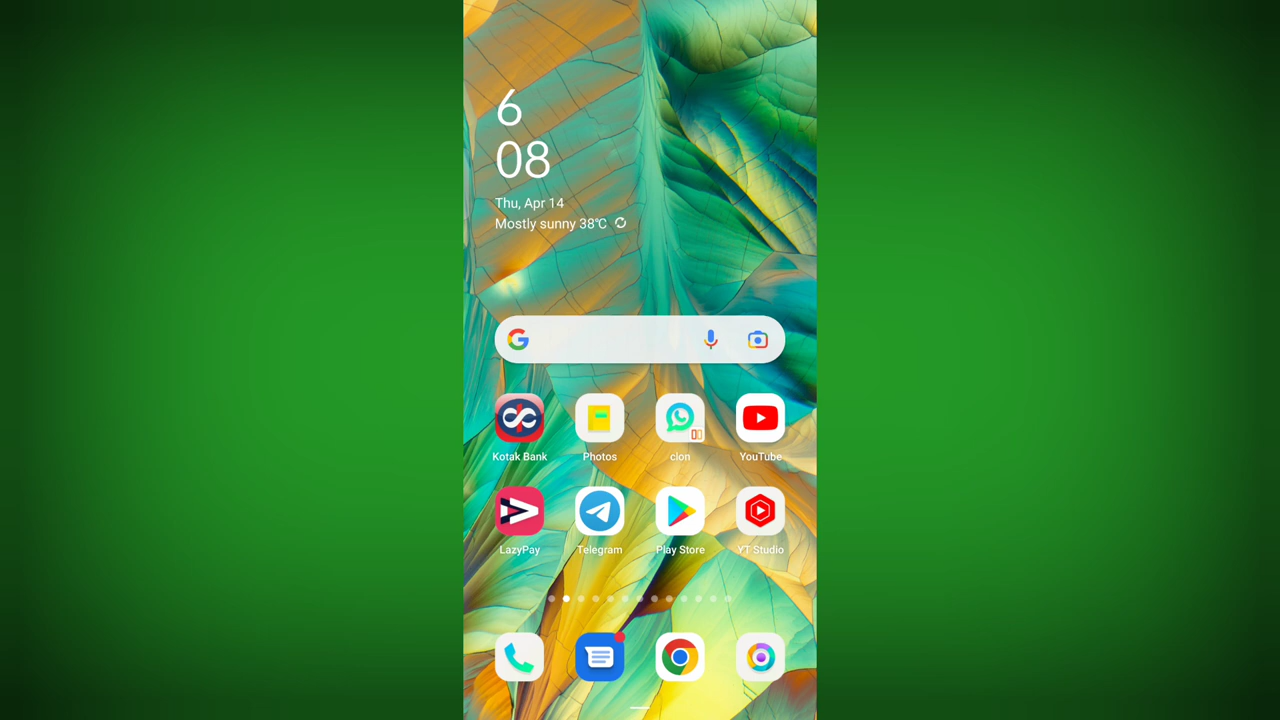 6
08
Thu, Apr 14
Mostly sunny 38°C
Kotak Bank
Photos
clon
YouTube
LazyPay
Telegram
Play Store
YT Studio